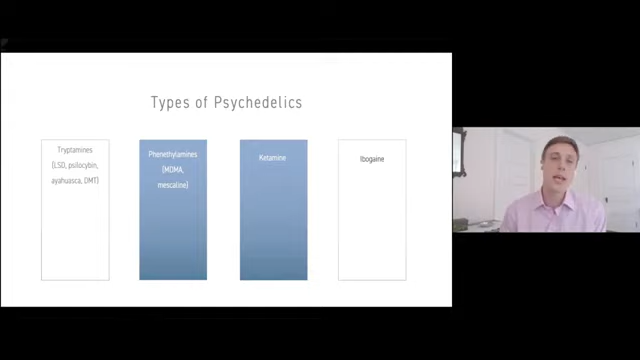 Types of Psychedelics
Tryptamines
(LSD, psilocybin,
ayahuasca, DMT)
Phenethylamines
(MDMA,
mescaline)
Ketamine
Ibogaine